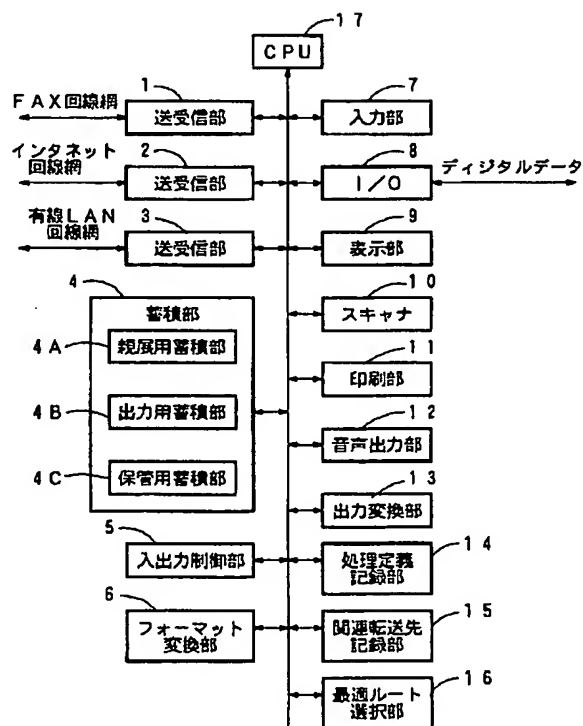 17
CPU
1
FAX回線網
送受信部
7
入力部
2
インタネット
回線網
送受信部
8
I/O
ディジタルデータ
3
有線LAN
回線網
送受信部
9
表示部
4
蓄積部
4A
親展用蓄積部
4B
出力用蓄積部
4C
保管用蓄積部
10
スキャナ
11
印刷部
12
音声出力部
13
出力変換部
5
入出力制御部
14
処理定義
記録部
6
フォーマット
変換部
15
関連転送先
記録部
16
最適ルート
選択部